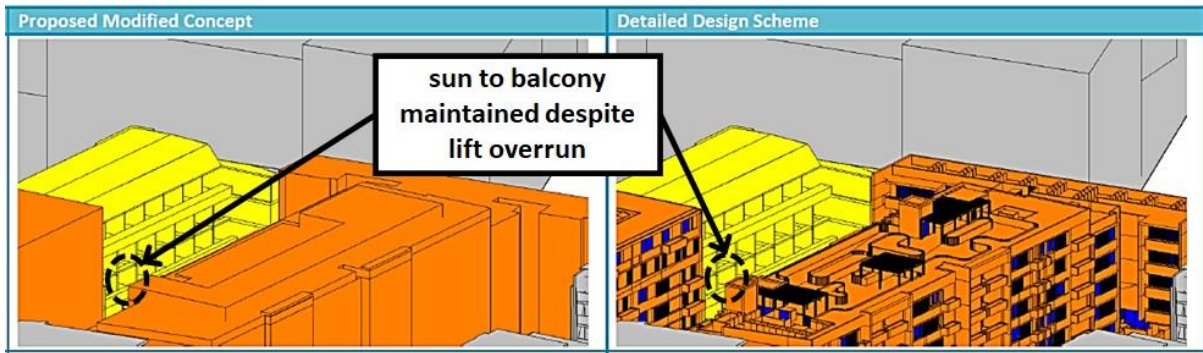 Proposed Modified Concept
Detailed Design Scheme
sun to balcony
maintained despite
lift overrun